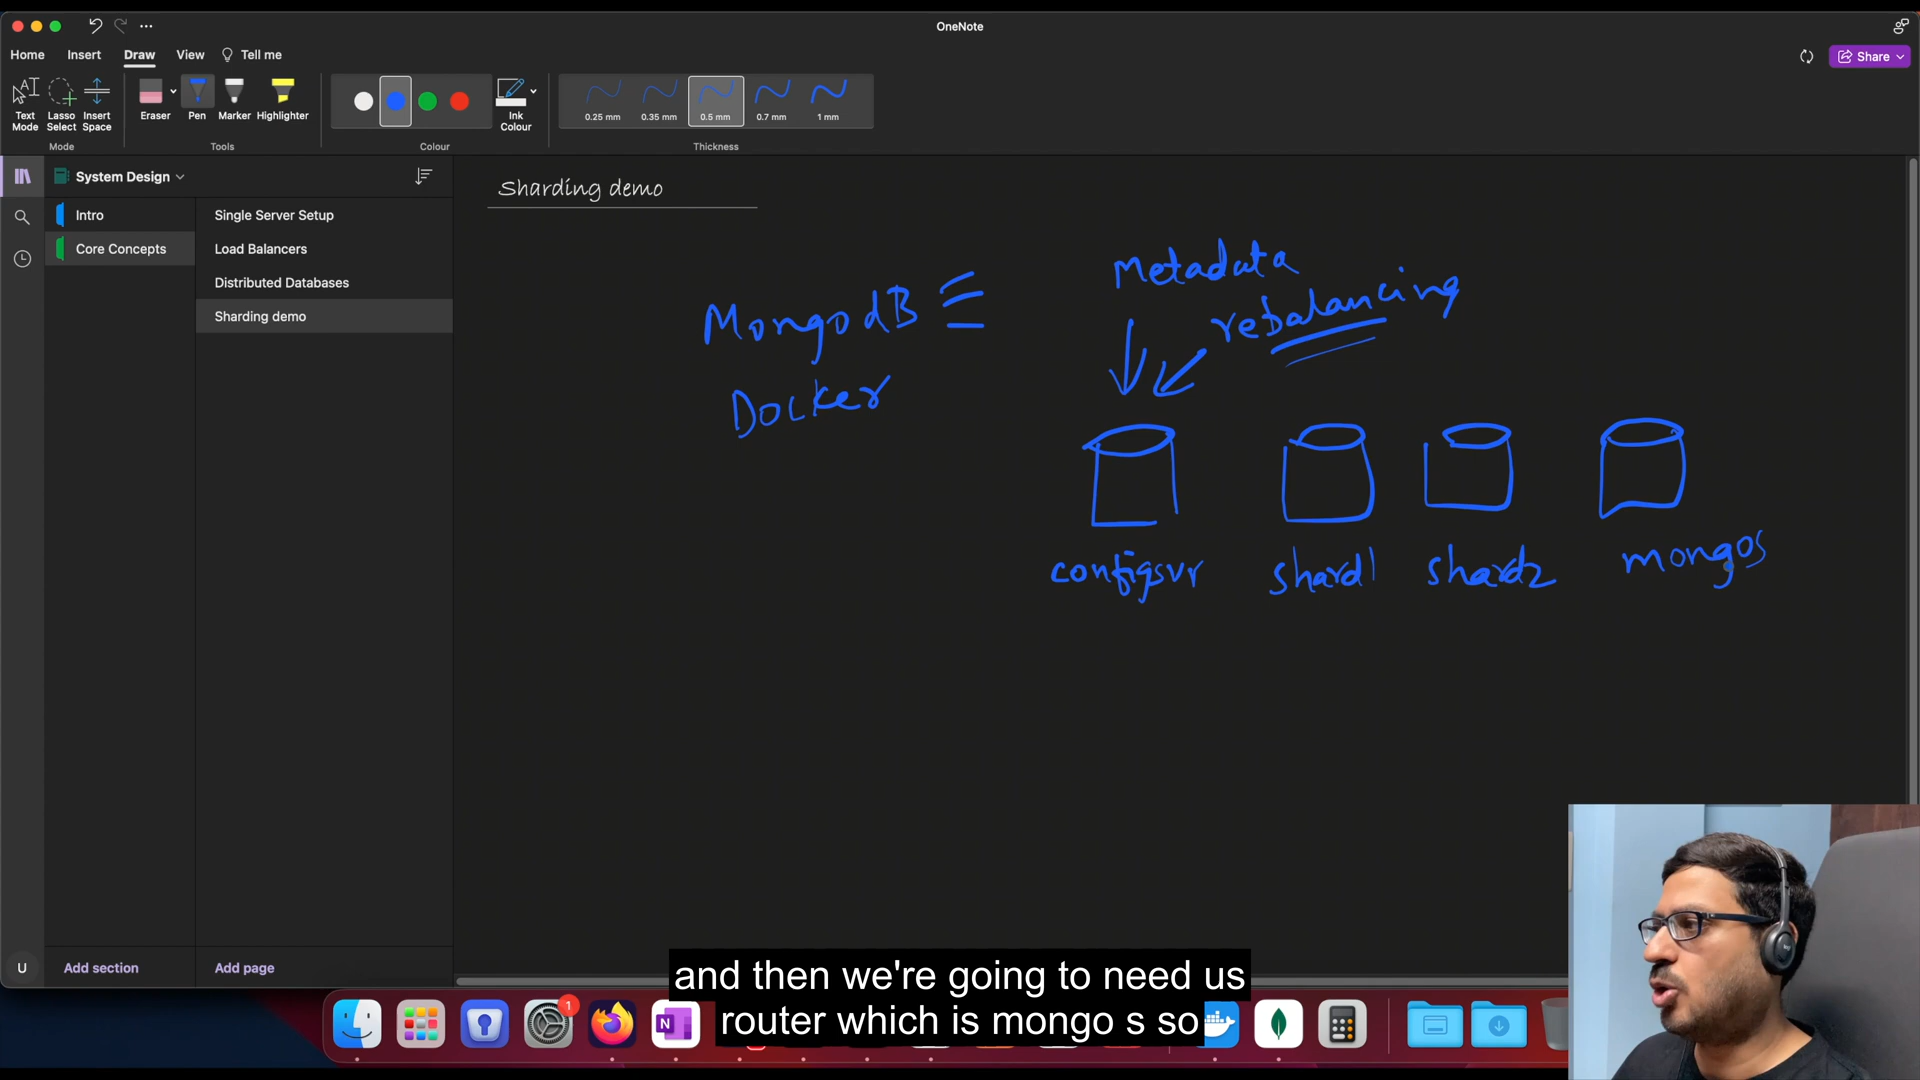 OneNote
Home Insert Draw View Tell me
Share
Text Mode
Lasso Select
Insert Space
Eraser
Pen
Marker
Highlighter
Ink Colour
0.25 mm
0.35 mm
0.5 mm
0.7 mm
1 mm
Mode
Tools
Colour
Thickness
System Design
Intro
Core Concepts
Single Server Setup
Load Balancers
Distributed Databases
Sharding demo
Sharding demo
MongodB
Docker
Metadata
rebalancing
configsvr
shard1
shard2
mongos
U
Add section
Add page
and then we're going to need us
router which is mongo s so
1
N